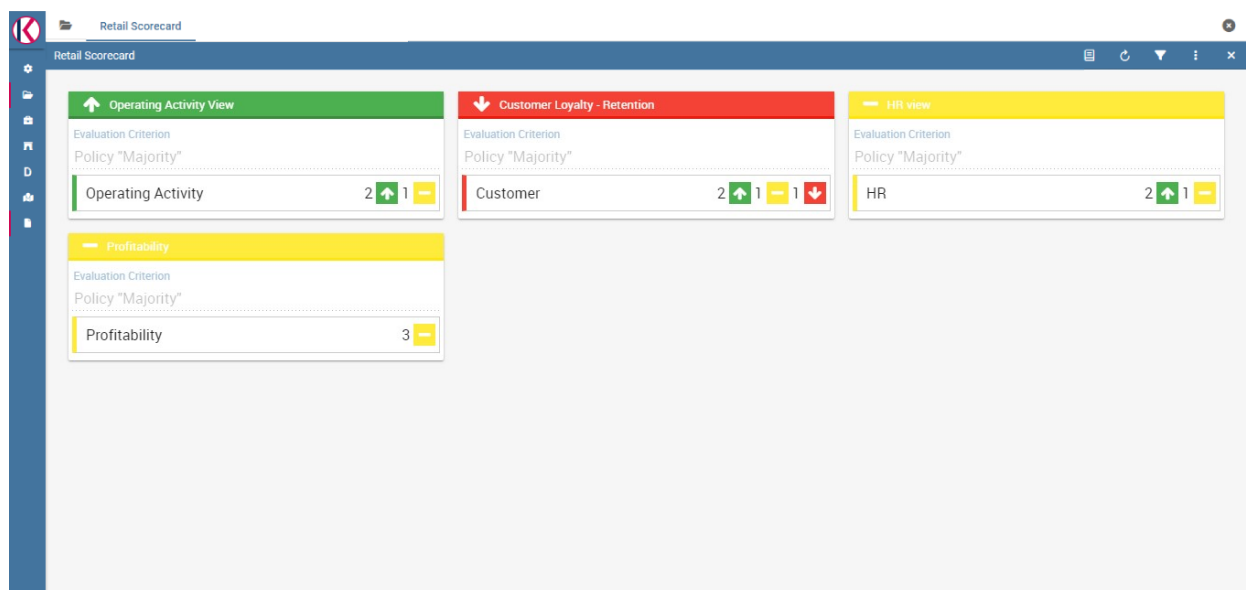 Retail Scorecard
Retail Scorecard
Operating Activity View
Evaluation Criterion
Policy "Majority"
Operating Activity 2 1
Customer Loyalty - Retention
Evaluation Criterion
Policy "Majority"
Customer 2 1 1
HR view
Evaluation Criterion
Policy "Majority"
HR 2 1
Profitability
Evaluation Criterion
Policy "Majority"
Profitability 3
D